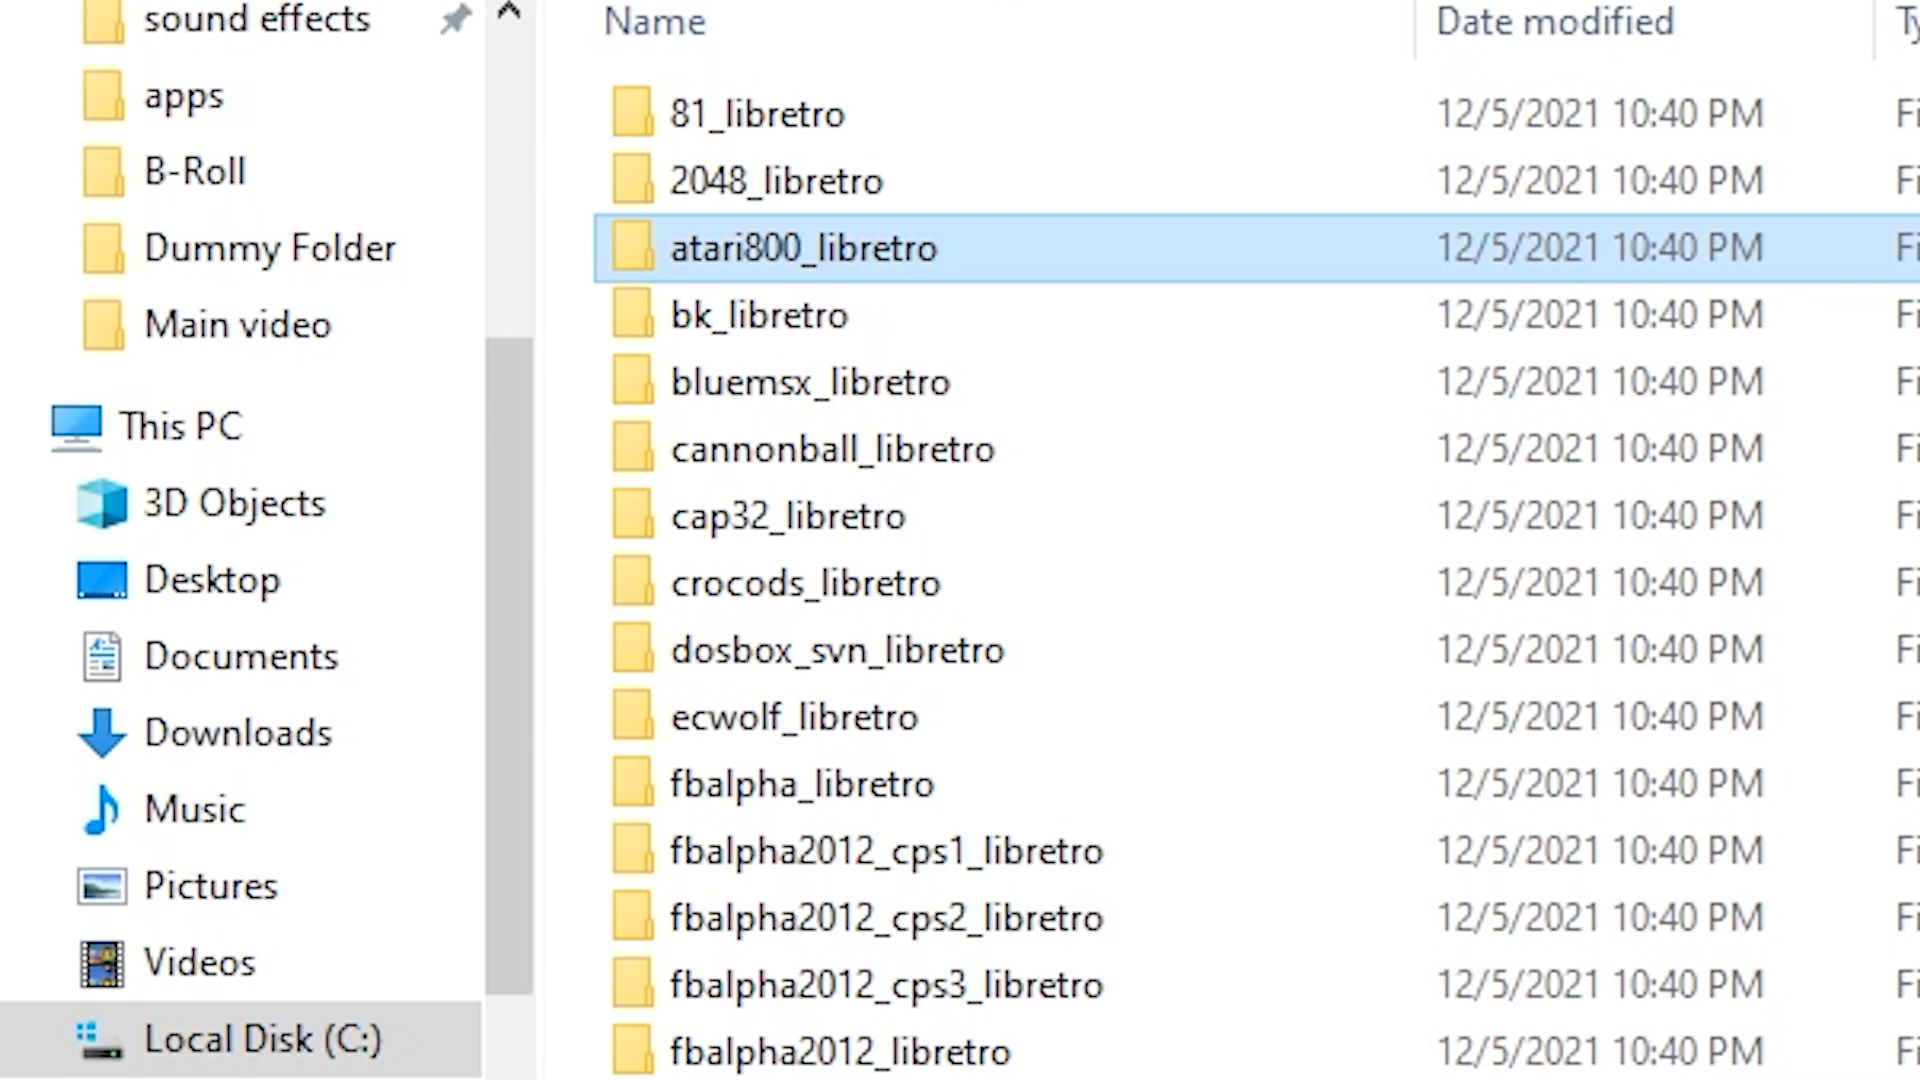 sound effects
apps
B-Roll
Dummy Folder
Main video
This PC
3D Objects
Desktop
Documents
Downloads
Music
Pictures
Videos
Local Disk (C:)
Name Date modified
81_libretro 12/5/2021 10:40 PM
2048_libretro 12/5/2021 10:40 PM
atari800_libretro 12/5/2021 10:40 PM
bk_libretro 12/5/2021 10:40 PM
bluemsx_libretro 12/5/2021 10:40 PM
cannonball_libretro 12/5/2021 10:40 PM
cap32_libretro 12/5/2021 10:40 PM
crocods_libretro 12/5/2021 10:40 PM
dosbox_svn_libretro 12/5/2021 10:40 PM
ecwolf_libretro 12/5/2021 10:40 PM
fbalpha_libretro 12/5/2021 10:40 PM
fbalpha2012_cps1_libretro 12/5/2021 10:40 PM
fbalpha2012_cps2_libretro 12/5/2021 10:40 PM
fbalpha2012_cps3_libretro 12/5/2021 10:40 PM
fbalpha2012_libretro 12/5/2021 10:40 PM